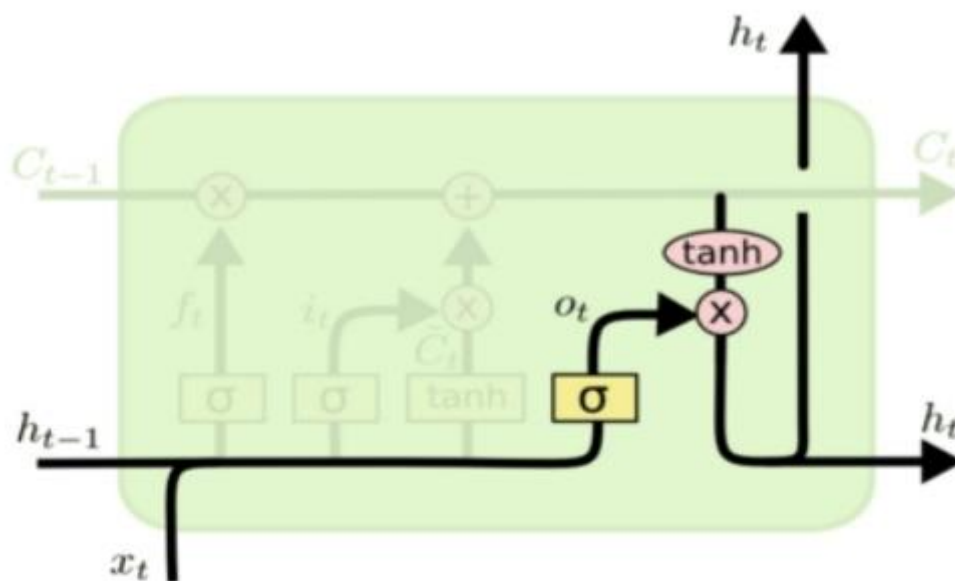 h_t
C_{t-1} C_t
× +
tanh
f_t i_t × o_t ×
C̃_t
σ σ tanh σ
h_{t-1} h_t
x_t